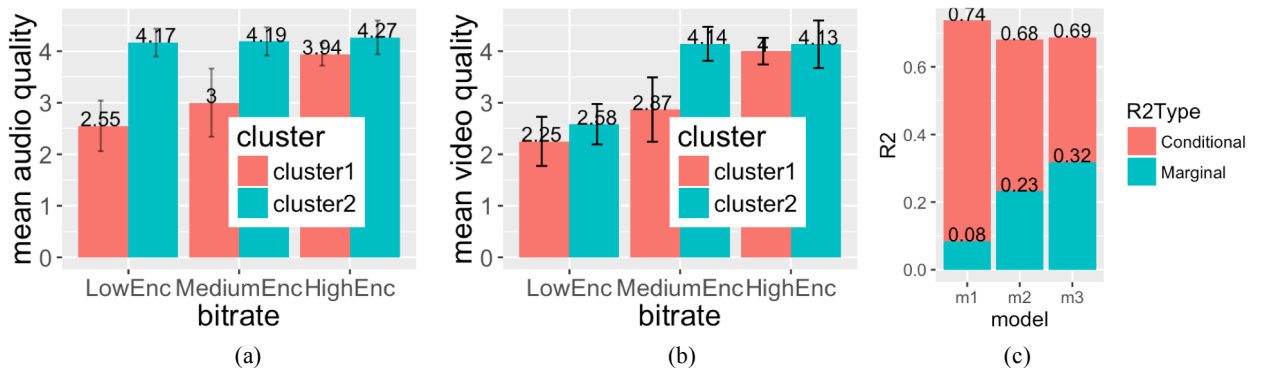 mean audio quality
4
3
2
1
0
2.55
4.17
3
4.19
3.94
4.27
cluster
cluster1
cluster2
LowEnc MediumEnc HighEnc
bitrate
(a)
mean video quality
4
3
2
1
0
2.25
2.58
2.87
4.14
4
4.13
cluster
cluster1
cluster2
LowEnc MediumEnc HighEnc
bitrate
(b)
R2
0.6
0.4
0.2
0.0
0.74
0.68
0.69
0.08
0.23
0.32
m1 m2 m3
model
R2Type
Conditional
Marginal
(c)